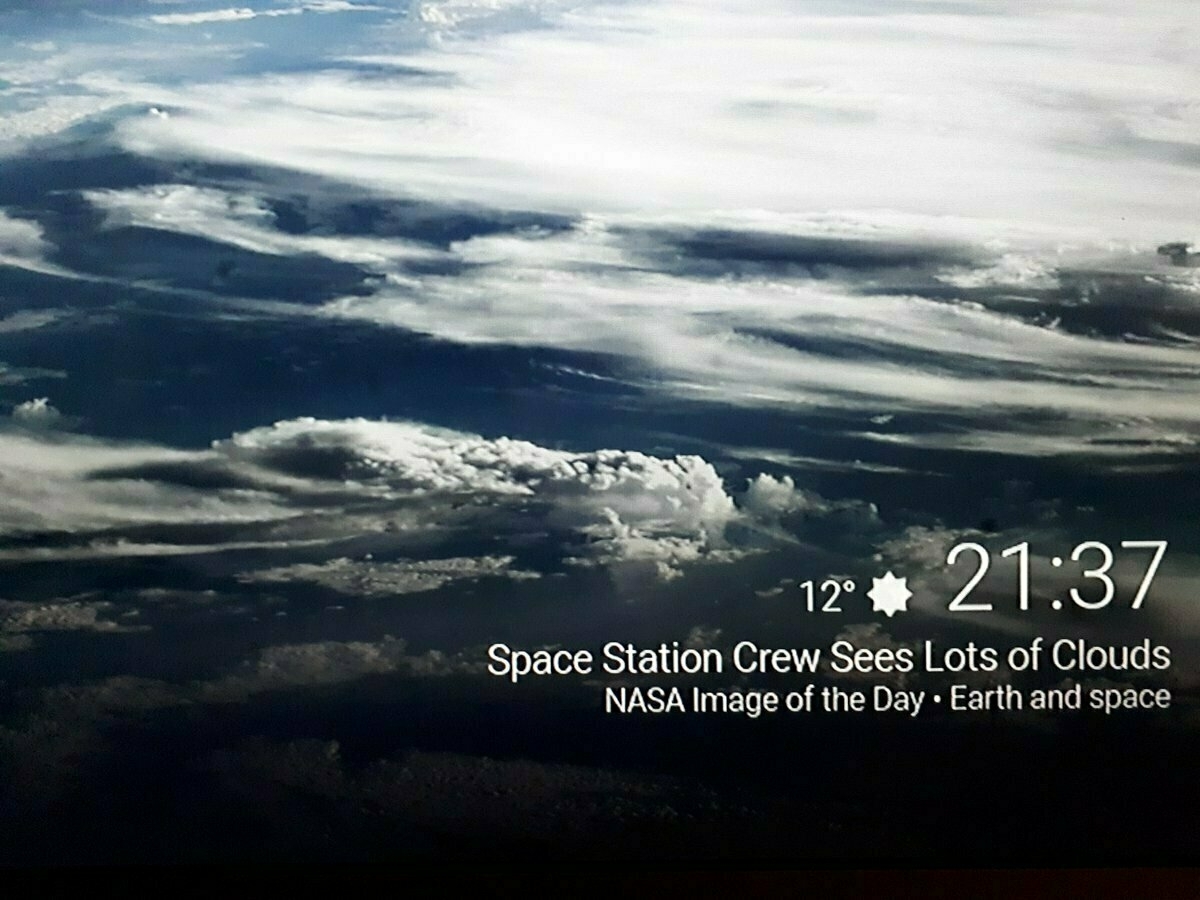 12° 21:37
Space Station Crew Sees Lots of Clouds
NASA Image of the Day • Earth and space